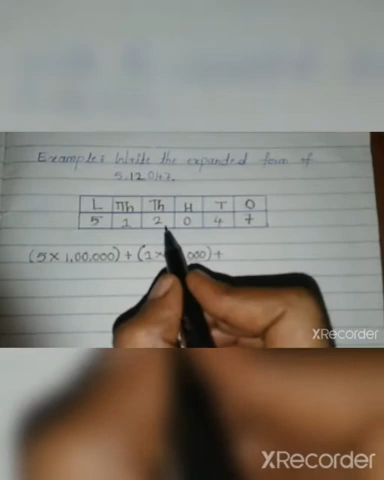 Example: Write the expanded form of
5,12,047.
L TTh Th H T O
5 1 2 0 4 7
(5 × 1,00,000) + (1 × ,000) +
XRecorder
XRecorder